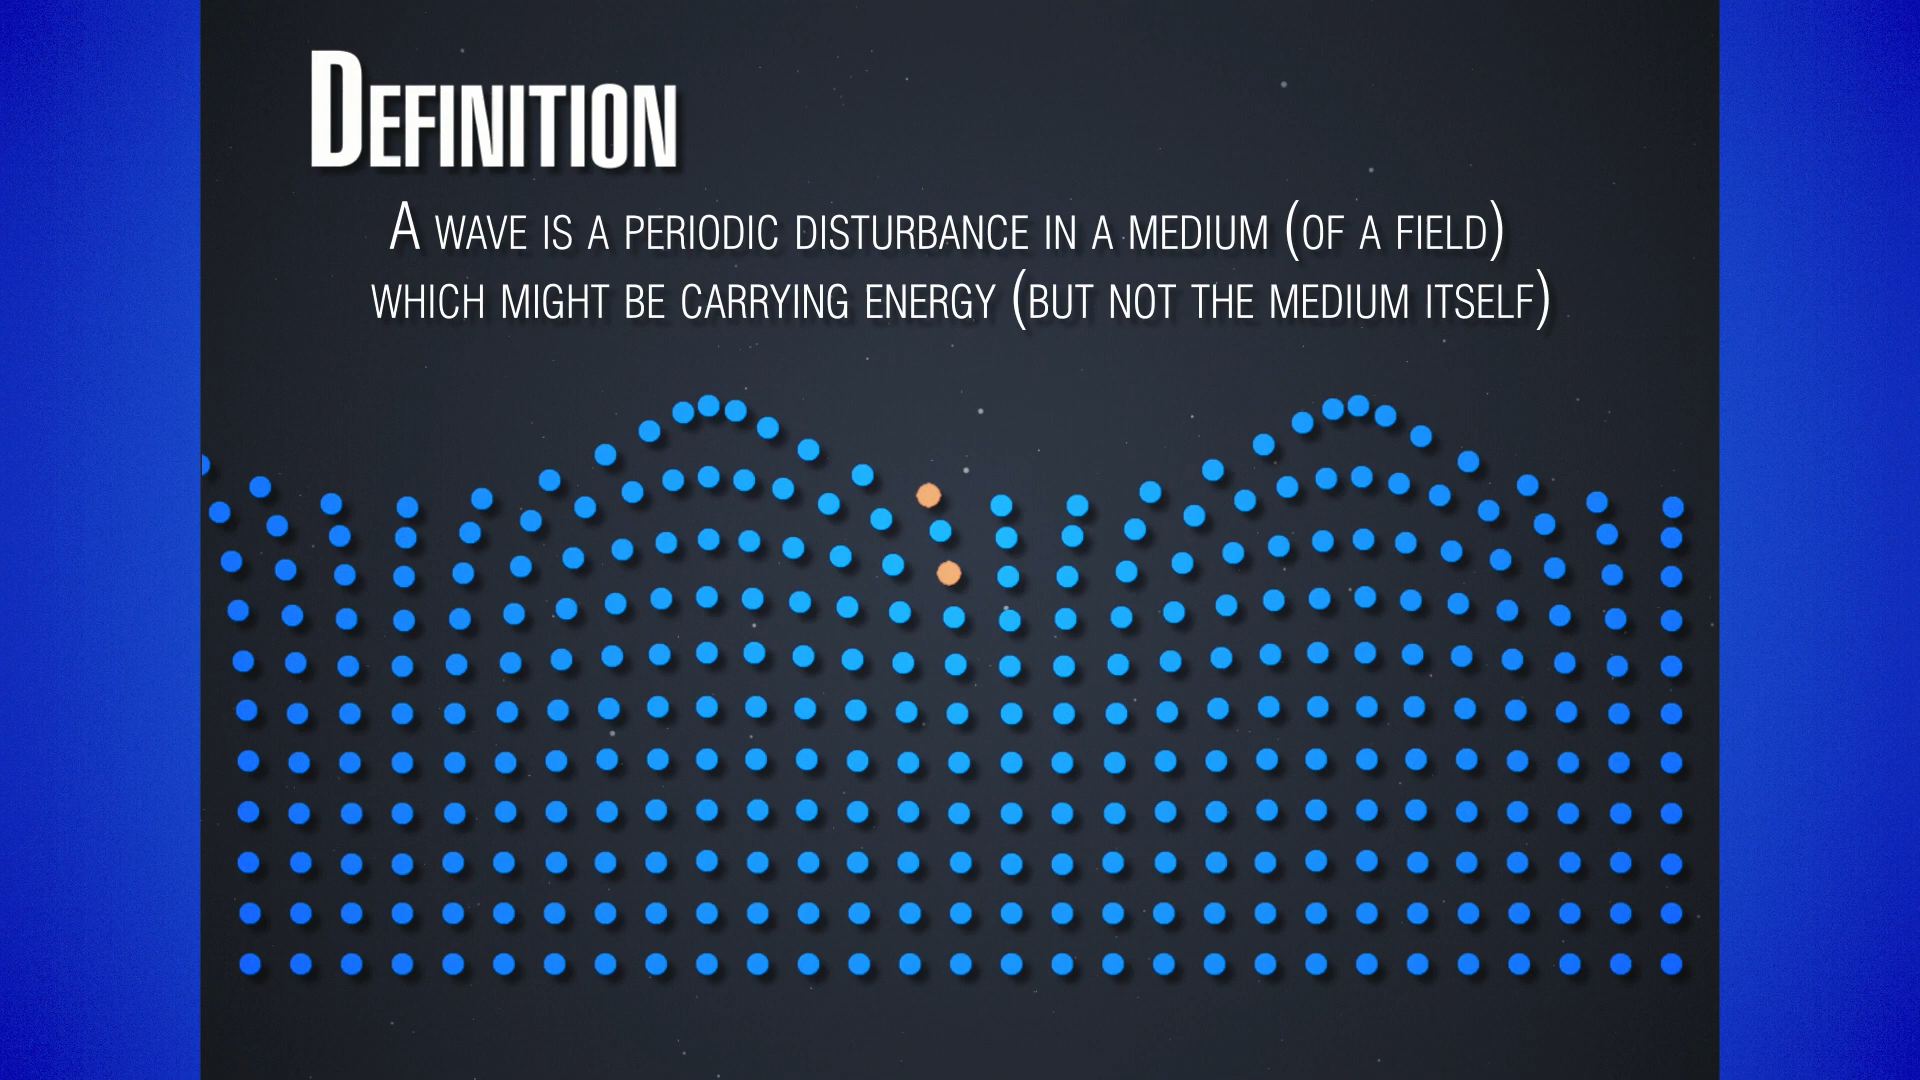 Definition
A wave is a periodic disturbance in a medium (of a field)
which might be carrying energy (but not the medium itself)